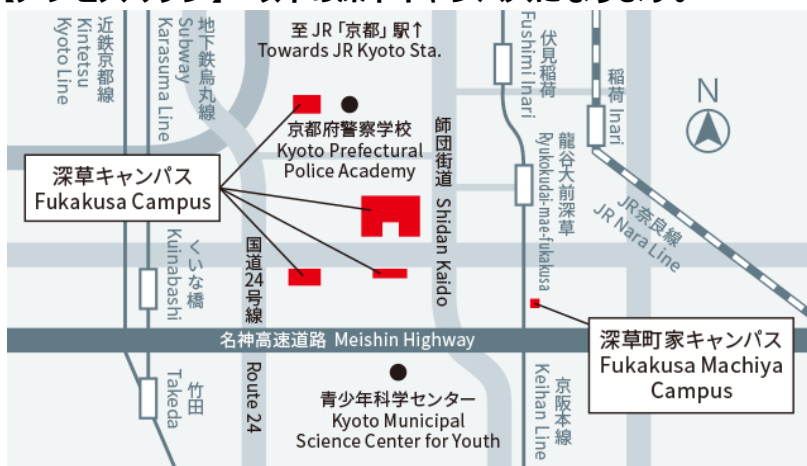 近鉄京都線
Kintetsu
Kyoto Line
地下鉄烏丸線
Subway
Karasuma Line
至 JR「京都」駅↑
Towards JR Kyoto Sta.
伏見稲荷
Fushimi Inari
稲荷 Inari
N
京都府警察学校
Kyoto Prefectural
Police Academy
師団街道 Shidan Kaido
龍谷大前深草
Ryukokudai-mae-fukakusa
JR奈良線
JR Nara Line
深草キャンパス
Fukakusa Campus
くいな橋
Kuinabashi
国道24号線 Route 24
名神高速道路 Meishin Highway
深草町家キャンパス
Fukakusa Machiya
Campus
竹田
Takeda
青少年科学センター
Kyoto Municipal
Science Center for Youth
京阪本線
Keihan Line